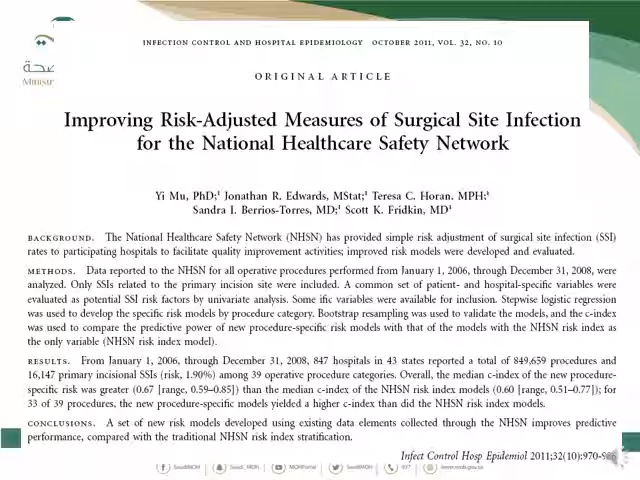 INFECTION CONTROL AND HOSPITAL EPIDEMIOLOGY OCTOBER 2011, VOL. 32, NO. 10
ORIGINAL ARTICLE
Improving Risk-Adjusted Measures of Surgical Site Infection
for the National Healthcare Safety Network
Yi Mu, PhD;¹ Jonathan R. Edwards, MStat;¹ Teresa C. Horan. MPH;¹
Sandra I. Berrios-Torres, MD;¹ Scott K. Fridkin, MD¹
BACKGROUND. The National Healthcare Safety Network (NHSN) has provided simple risk adjustment of surgical site infection (SSI)
rates to participating hospitals to facilitate quality improvement activities; improved risk models were developed and evaluated.
METHODS. Data reported to the NHSN for all operative procedures performed from January 1, 2006, through December 31, 2008, were
analyzed. Only SSIs related to the primary incision site were included. A common set of patient- and hospital-specific variables were
evaluated as potential SSI risk factors by univariate analysis. Some ific variables were available for inclusion. Stepwise logistic regression
was used to develop the specific risk models by procedure category. Bootstrap resampling was used to validate the models, and the c-index
was used to compare the predictive power of new procedure-specific risk models with that of the models with the NHSN risk index as
the only variable (NHSN risk index model).
RESULTS. From January 1, 2006, through December 31, 2008, 847 hospitals in 43 states reported a total of 849,659 procedures and
16,147 primary incisional SSIs (risk, 1.90%) among 39 operative procedure categories. Overall, the median c-index of the new procedure-
specific risk was greater (0.67 [range, 0.59–0.85]) than the median c-index of the NHSN risk index models (0.60 [range, 0.51–0.77]); for
33 of 39 procedures, the new procedure-specific models yielded a higher c-index than did the NHSN risk index models.
CONCLUSIONS. A set of new risk models developed using existing data elements collected through the NHSN improves predictive
performance, compared with the traditional NHSN risk index stratification.
Infect Control Hosp Epidemiol 2011;32(10):970-986
SaudiMOH Saudi_MOH MOHPortal SaudiMOH 937 www.moh.gov.sa